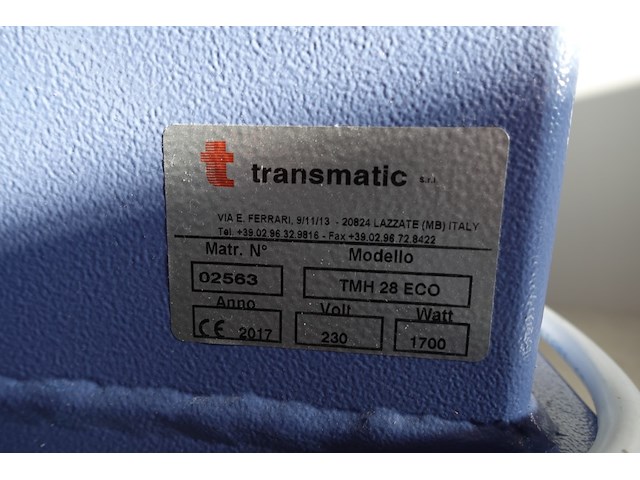 t transmatic s.r.l.
VIA E. FERRARI, 9/11/13 - 20824 LAZZATE (MB) ITALY
Tel. +39.02.96.32.9816 - Fax +39.02.96 72.8422
Matr. N° Modello
02563 TMH 28 ECO
Anno Volt Watt
CE 2017 230 1700